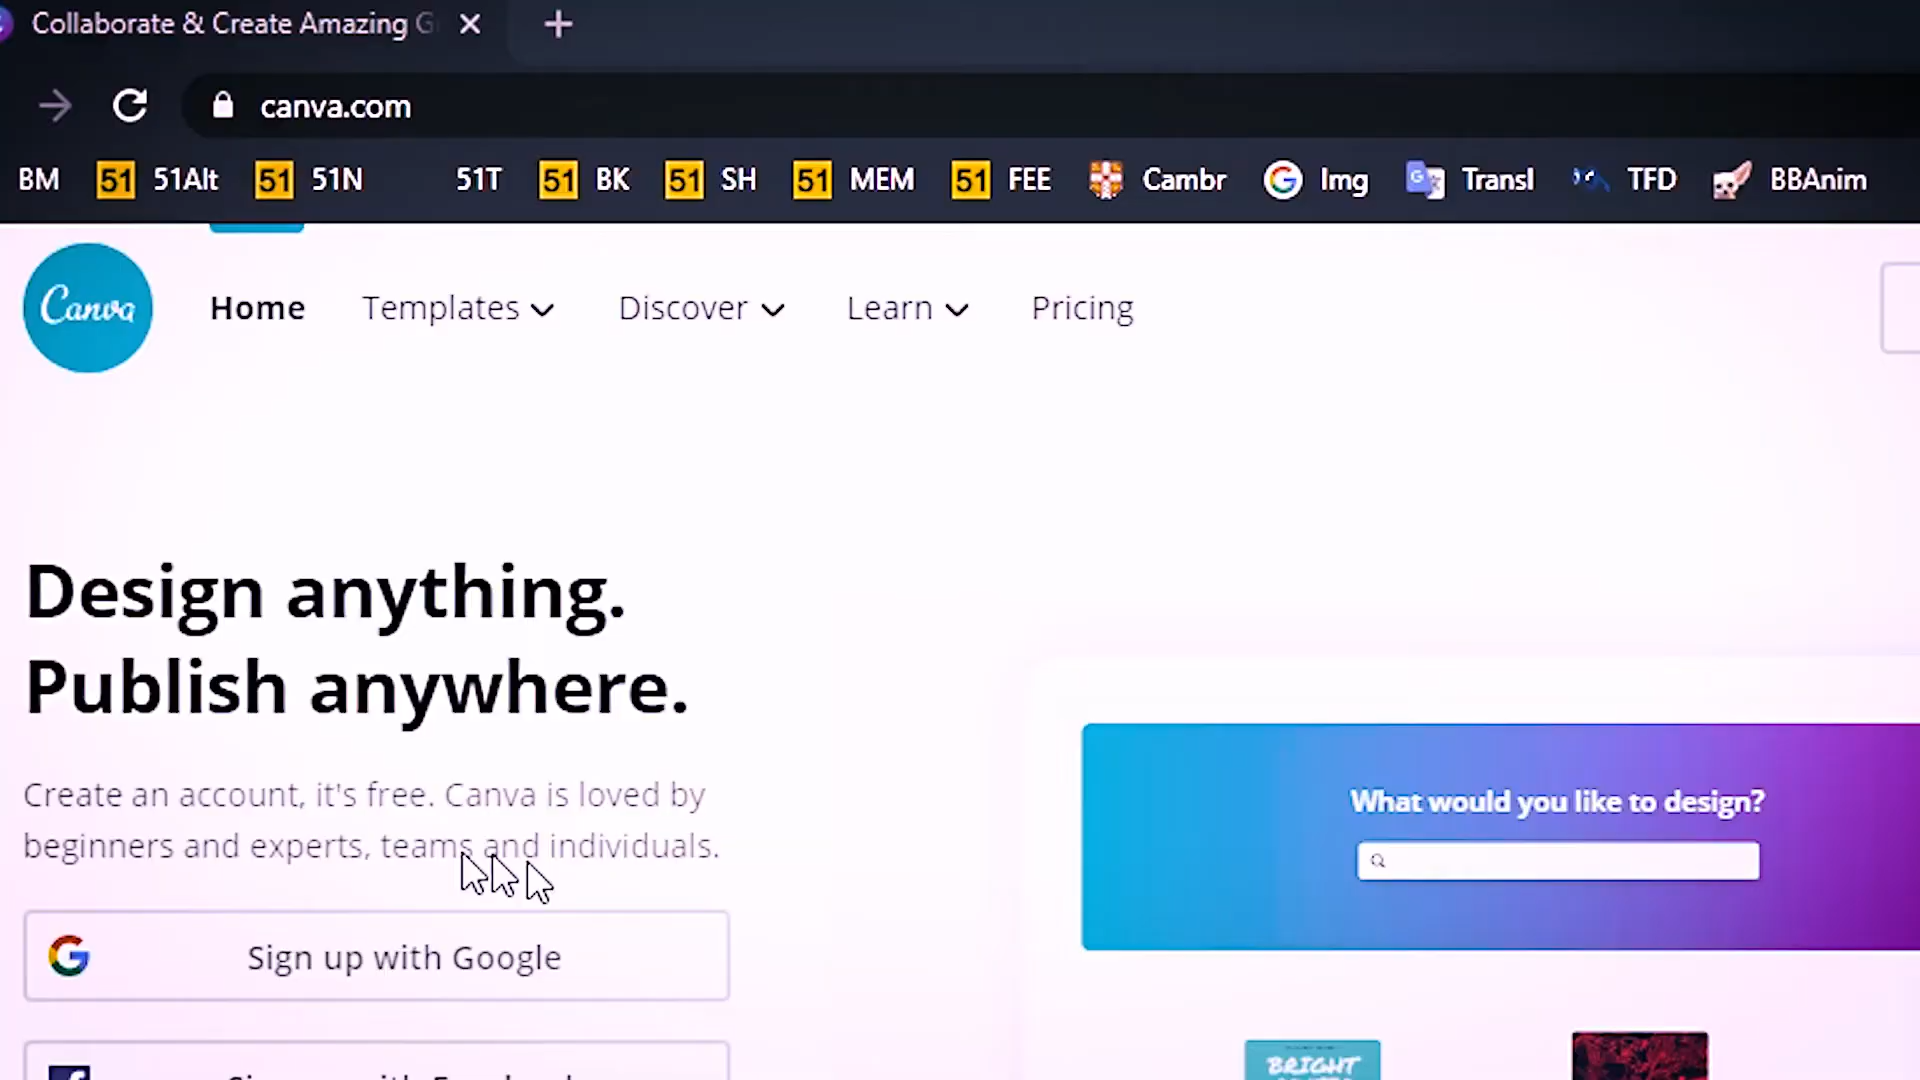 Collaborate & Create Amazing G
canva.com
BM 51 51Alt 51 51N 51T 51 BK 51 SH 51 MEM 51 FEE Cambr Img Transl TFD BBAnim
Canva Home Templates Discover Learn Pricing
Design anything.
Publish anywhere.
Create an account, it's free. Canva is loved by
beginners and experts, teams and individuals.
What would you like to design?
Sign up with Google
BRIGHT